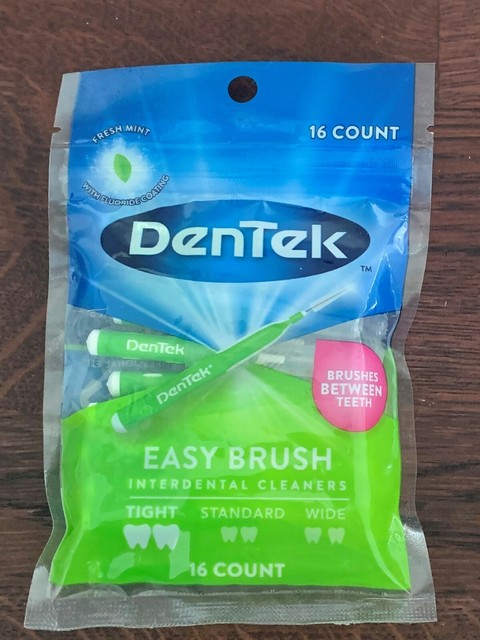 16 COUNT
FRESH MINT
WITH FLUORIDE COATING
DenTek
TM
DenTek
DenTek
BRUSHES
BETWEEN
TEETH
EASY BRUSH
INTERDENTAL CLEANERS
TIGHT STANDARD WIDE
16 COUNT